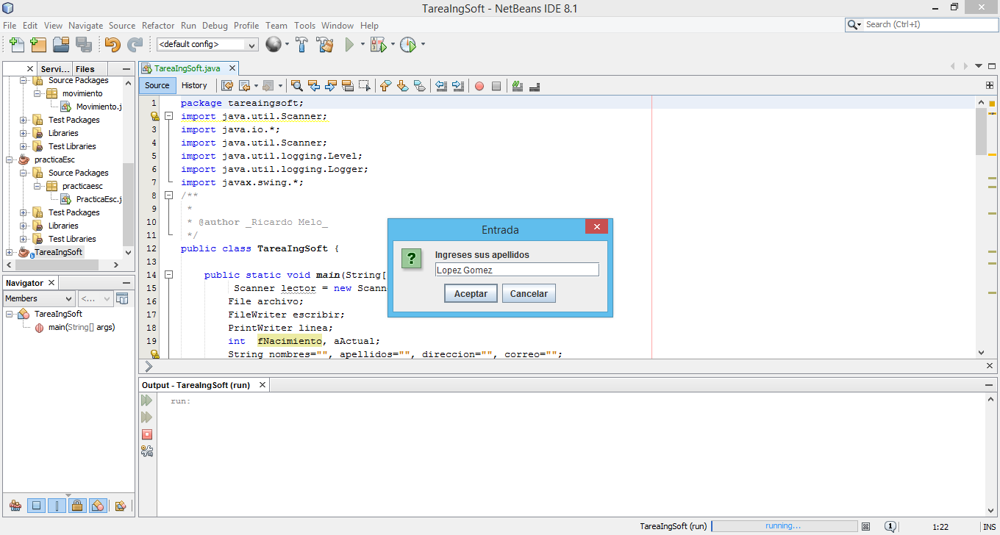 TareaIngSoft - NetBeans IDE 8.1
File Edit View Navigate Source Refactor Run Debug Profile Team Tools Window Help
Search (Ctrl+I)
<default config>
Servi... Files
Source Packages
movimiento
Movimiento.j
Test Packages
Libraries
Test Libraries
practicaEsc
Source Packages
practicaesc
PracticaEsc.j
Test Packages
Libraries
Test Libraries
TareaIngSoft
Navigator
Members <...
TareaIngSoft
main(String[] args)
TareaIngSoft.java
Source History
1 package tareaingsoft;
import java.util.Scanner;
3 import java.io.*;
4 import java.util.Scanner;
5 import java.util.logging.Level;
6 import java.util.logging.Logger;
7 import javax.swing.*;
8 /**
9 *
10 * @author _Ricardo Melo_
11 */
12 public class TareaIngSoft {
13
14 public static void main(String[
15 Scanner lector = new Scann
16 File archivo;
17 FileWriter escribir;
18 PrintWriter linea;
19 int fNacimiento, aActual;
String nombres="", apellidos="", direccion="", correo="";
Entrada
Ingreses sus apellidos
Lopez Gomez
Aceptar Cancelar
Output - TareaIngSoft (run)
run:
TareaIngSoft (run) running... 1 1:22 INS